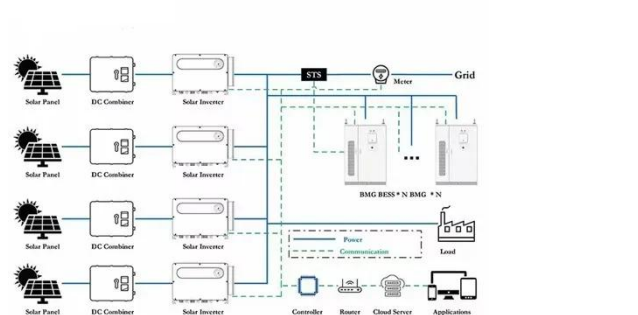 STS
Meter
Grid
Solar Panel
DC Combiner
Solar Inverter
Solar Panel
DC Combiner
Solar Inverter
BMG BESS * N BMG * N
Solar Panel
DC Combiner
Solar Inverter
Power
Communication
Load
Solar Panel
DC Combiner
Solar Inverter
Controller
Router
Cloud Server
Applications